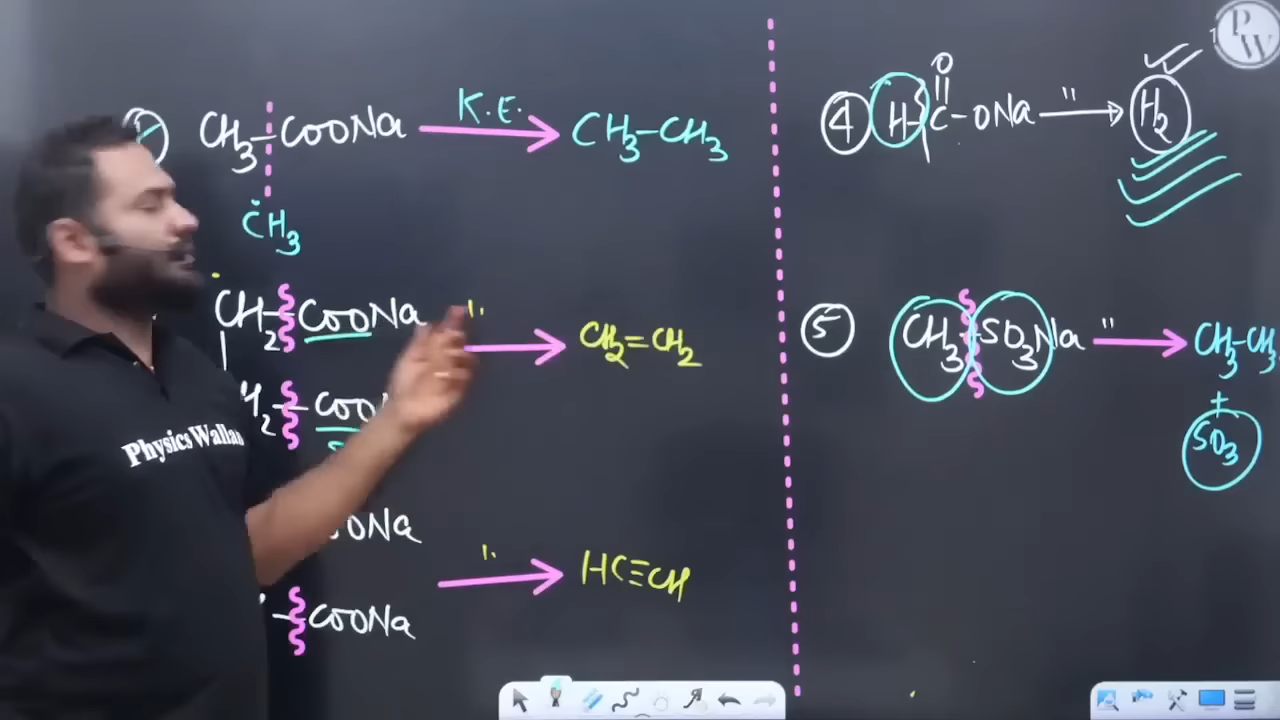 CH3-COONa K.E. CH3-CH3
ĊH3
CH2-COONa ". CH2=CH2
COO
COONa
". HC≡CH
-COONa
Physics Wallah
4 H-C-ONa " H2
O
5 CH3-SO3Na " CH3-CH3
+
SO3
PW